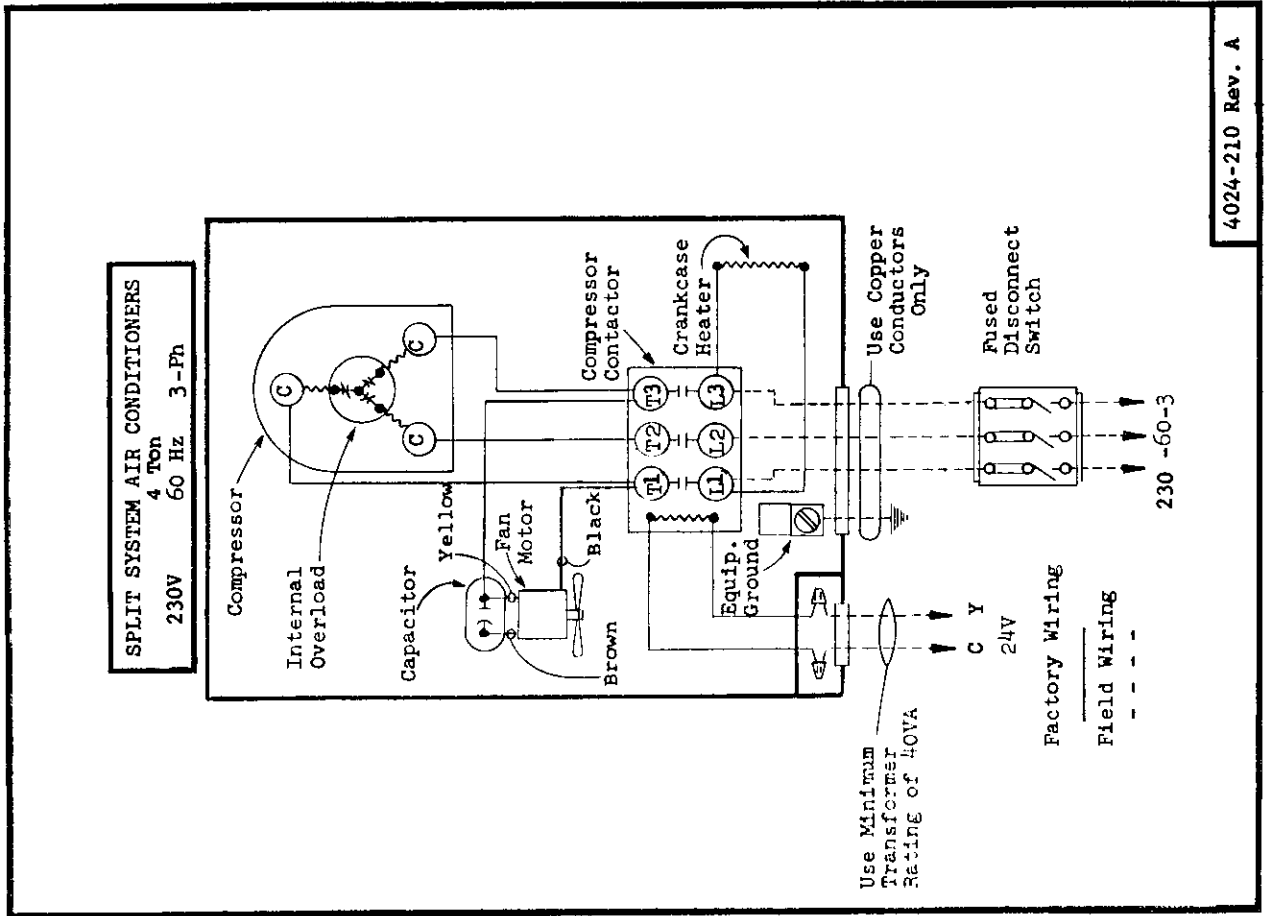 SPLIT SYSTEM AIR CONDITIONERS
4 Ton
230V 60 Hz 3-Ph
Compressor
Internal
Overload
Capacitor
Yellow
Fan
Motor
Brown
Black
C
C
C
Compressor
Contactor
Crankcase
Heater
T1 T2 T3
L1 L2 L3
Equip.
Ground
Use Copper
Conductors
Only
Fused
Disconnect
Switch
230 -60-3
C Y
24V
Use Minimum
Transformer
Rating of 40VA
Factory Wiring
Field Wiring
4024-210 Rev. A